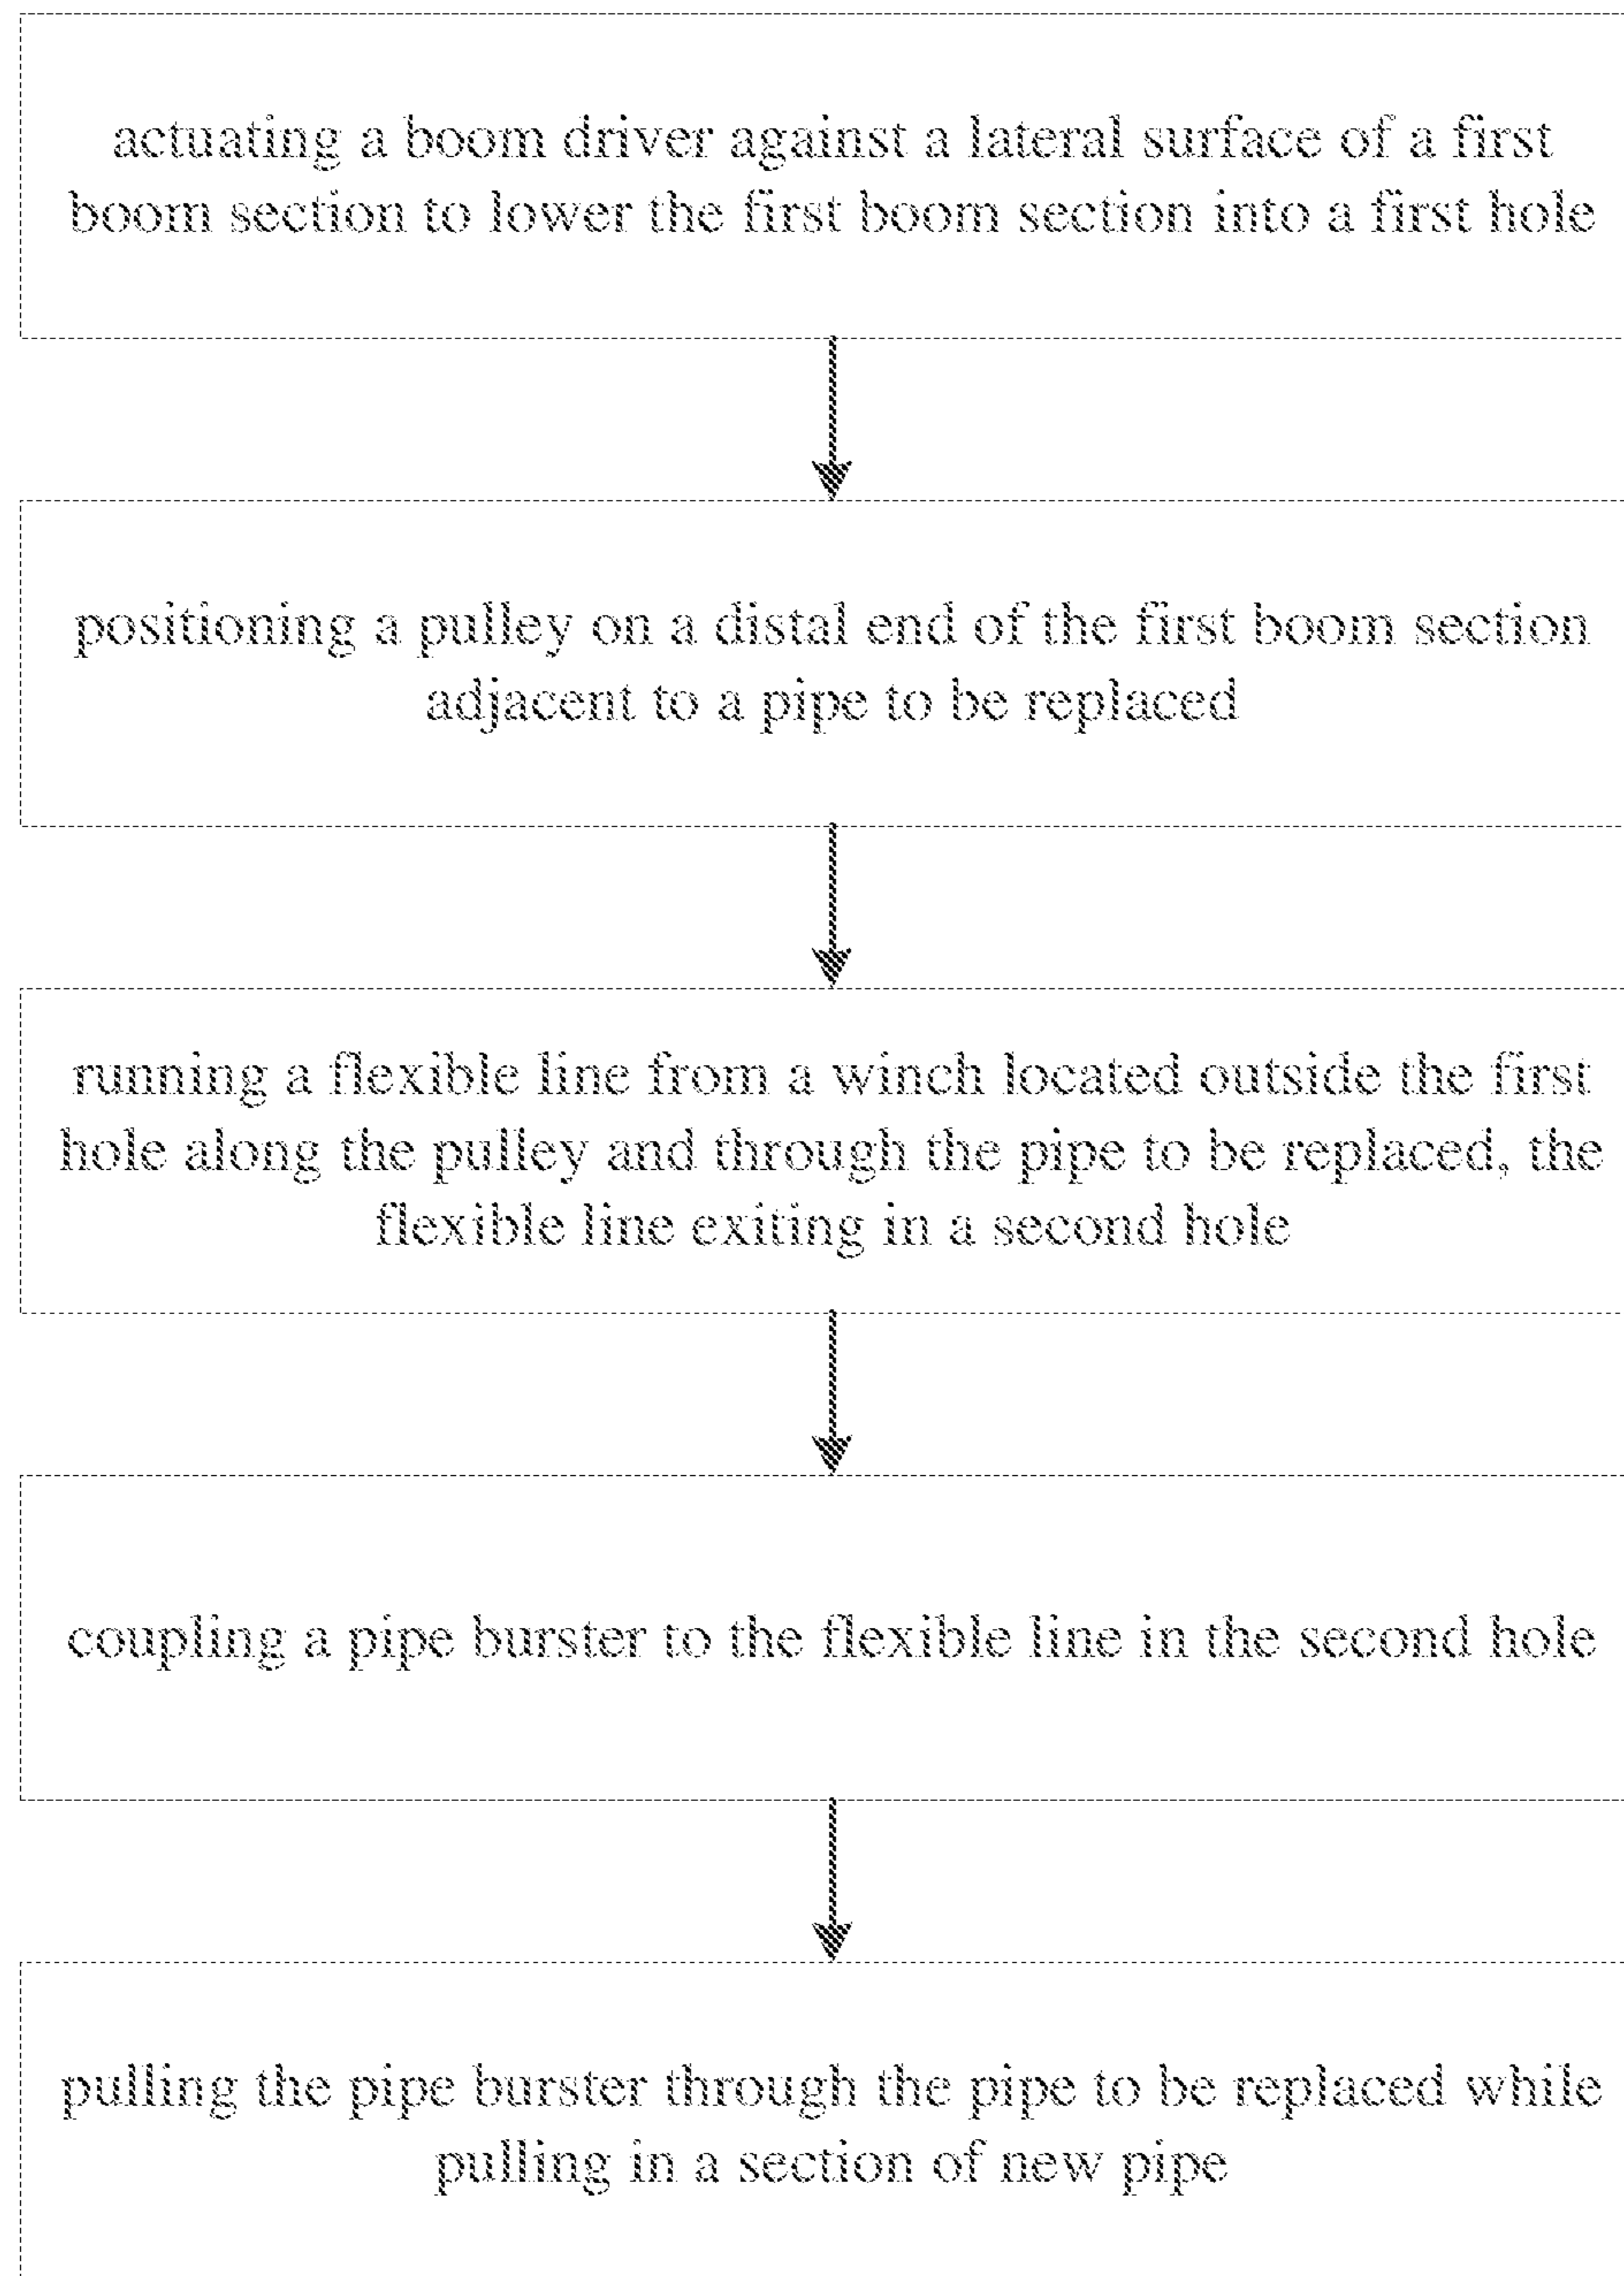 actuating a boom driver against a lateral surface of a first
boom section to lower the first boom section into a first hole
positioning a pulley on a distal end of the first boom section
adjacent to a pipe to be replaced
running a flexible line from a winch located outside the first
hole along the pulley and through the pipe to be replaced, the
flexible line exiting in a second hole
coupling a pipe burster to the flexible line in the second hole
pulling the pipe burster through the pipe to be replaced while
pulling in a section of new pipe